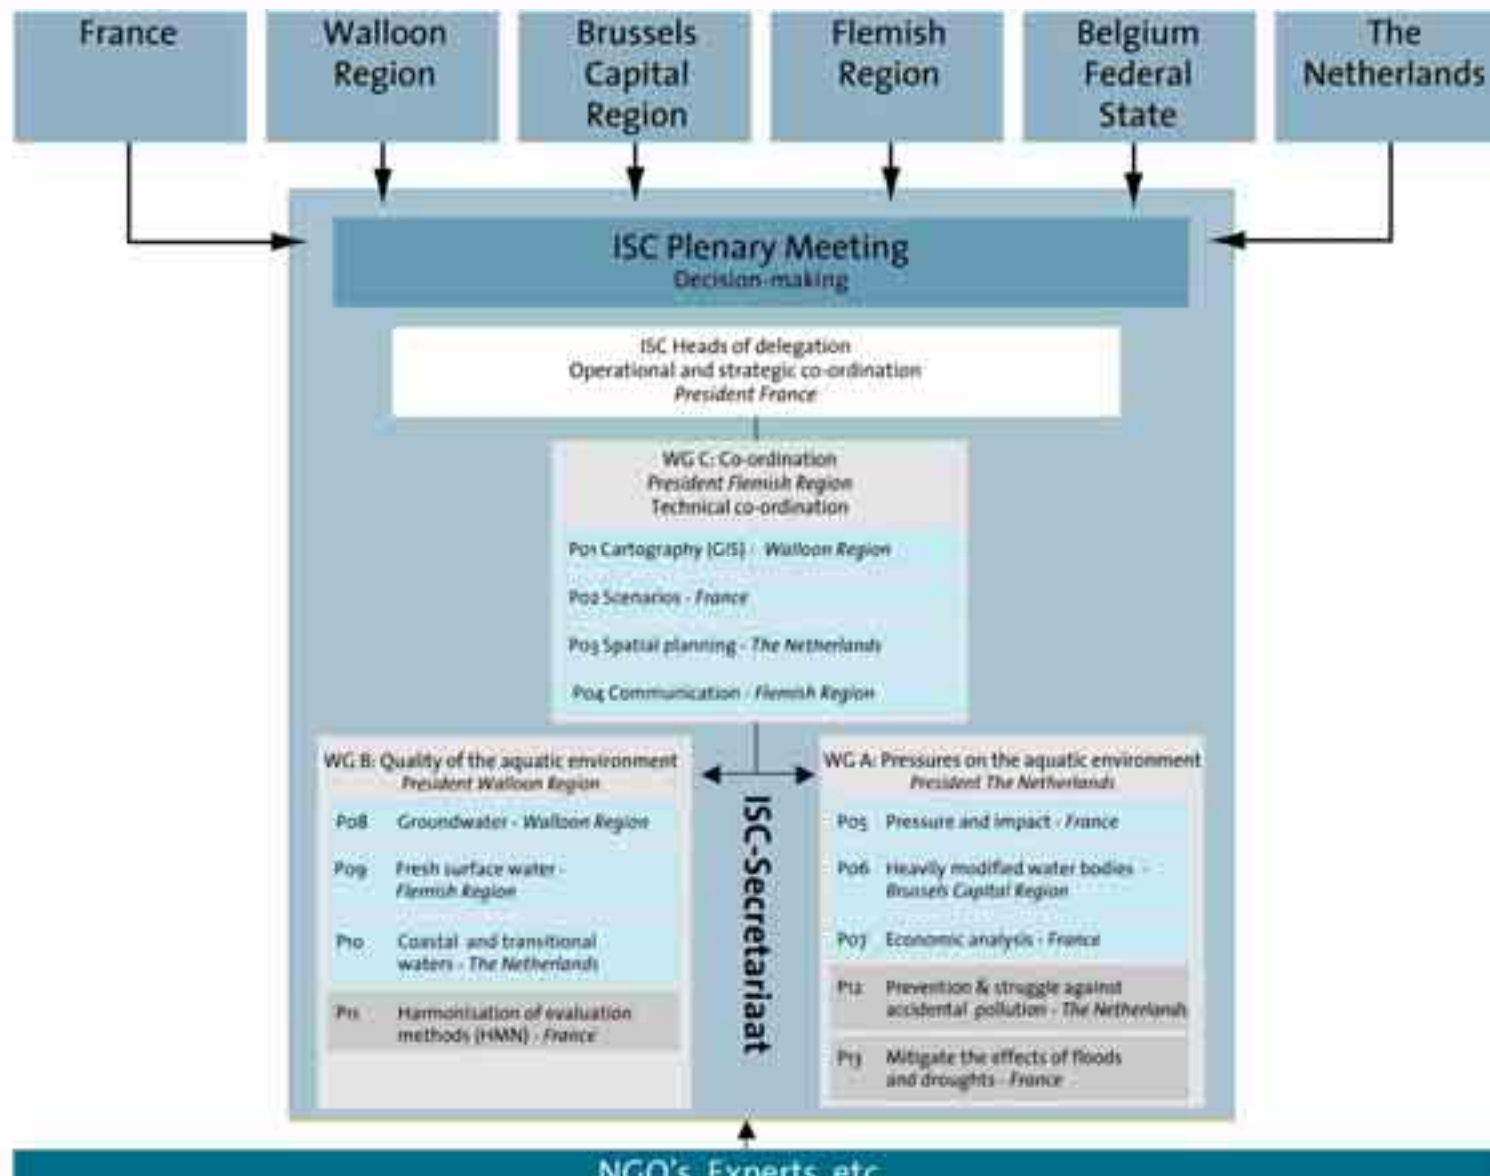 France
Walloon
Region
Brussels
Capital
Region
Flemish
Region
Belgium
Federal
State
The
Netherlands
ISC Plenary Meeting
Decision-making
ISC Heads of delegation
Operational and strategic co-ordination
President France
WG C: Co-ordination
President Flemish Region
Technical co-ordination
P01 Cartography (GIS) - Walloon Region
P02 Scenarios - France
P03 Spatial planning - The Netherlands
P04 Communication - Flemish Region
WG B: Quality of the aquatic environment
President Walloon Region
P08 Groundwater - Walloon Region
P09 Fresh surface water -
Flemish Region
P10 Coastal and transitional
waters - The Netherlands
P11 Harmonisation of evaluation
methods (HMN) - France
ISC-Secretariaat
WG A: Pressures on the aquatic environment
President The Netherlands
P05 Pressure and impact - France
P06 Heavily modified water bodies -
Brussels Capital Region
P07 Economic analysis - France
P12 Prevention & struggle against
accidental pollution - The Netherlands
P13 Mitigate the effects of floods
and droughts - France
NGO's, Experts, etc